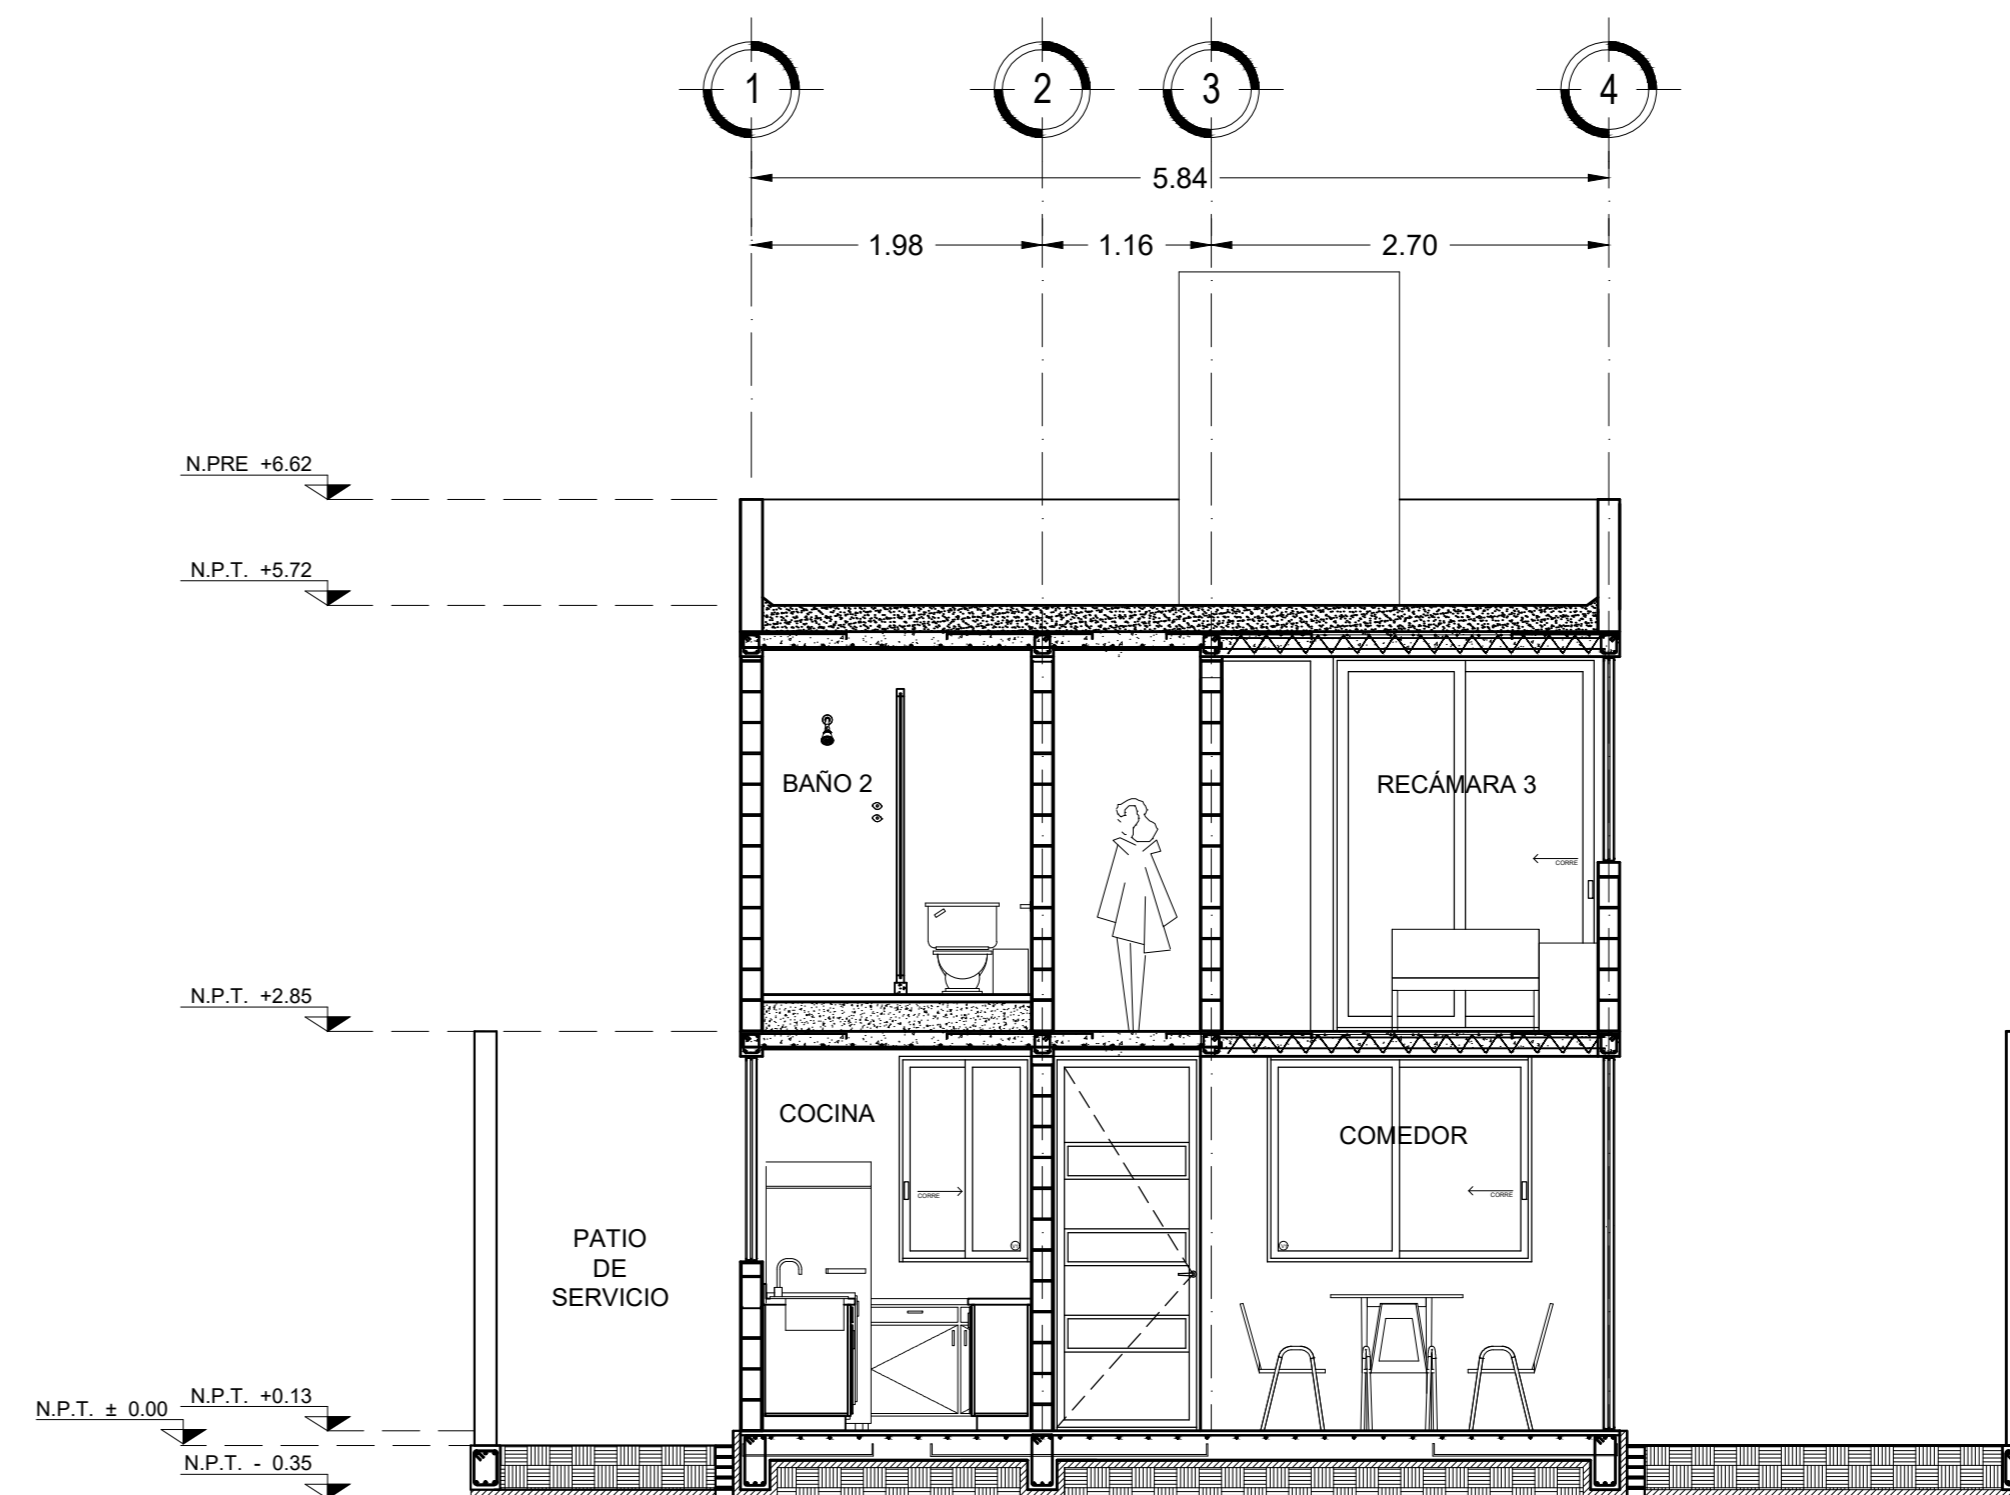 1 2 3 4
5.84
1.98 1.16 2.70
N.PRE +6.62
N.P.T. +5.72
BAÑO 2
RECÁMARA 3
CORRE
N.P.T. +2.85
COCINA
COMEDOR
CORRE
CORRE
PATIO
DE
SERVICIO
N.P.T. +0.13
N.P.T. ± 0.00
N.P.T. - 0.35